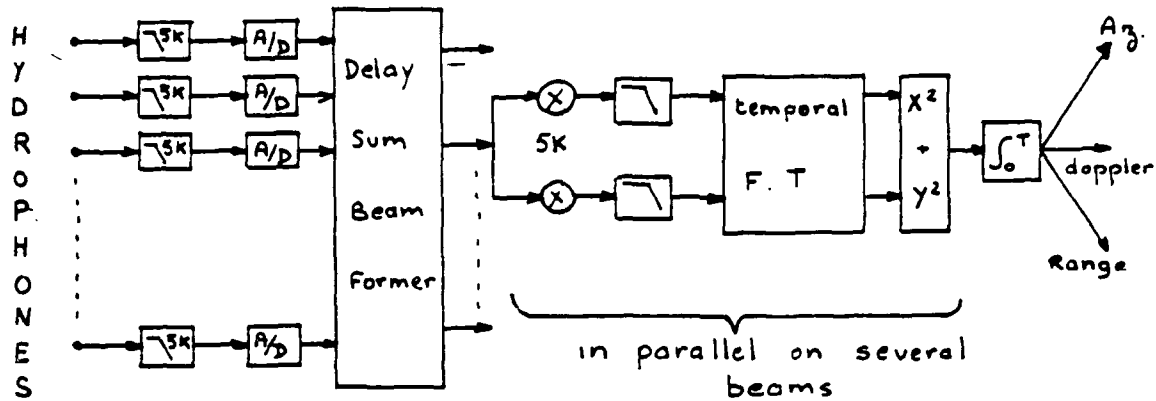 HYDROPHONES
5K
A/D
5K
A/D
5K
A/D
5K
A/D
Delay
Sum
Beam
Former
X
5K
X
temporal
F. T
X²
+
Y²
∫₀ᵀ
Az.
doppler
Range
in parallel on several
beams